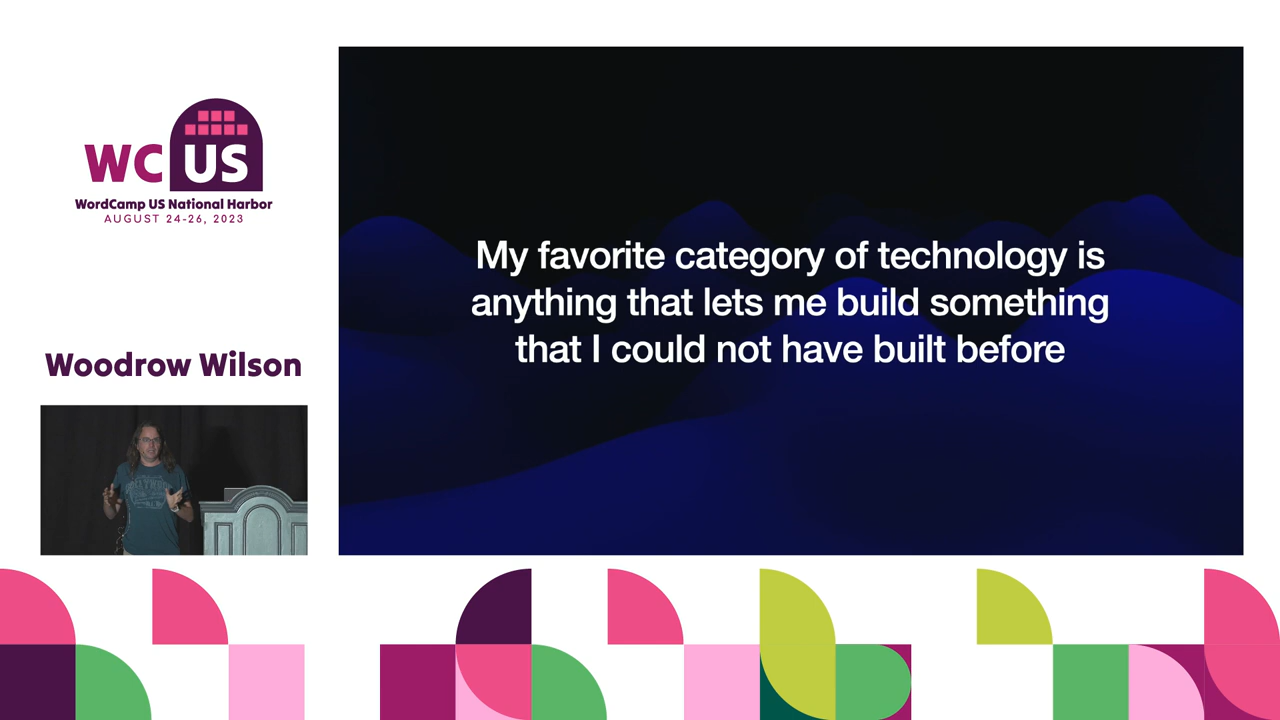 WC US
WordCamp US National Harbor
AUGUST 24-26, 2023
Woodrow Wilson
My favorite category of technology is
anything that lets me build something
that I could not have built before